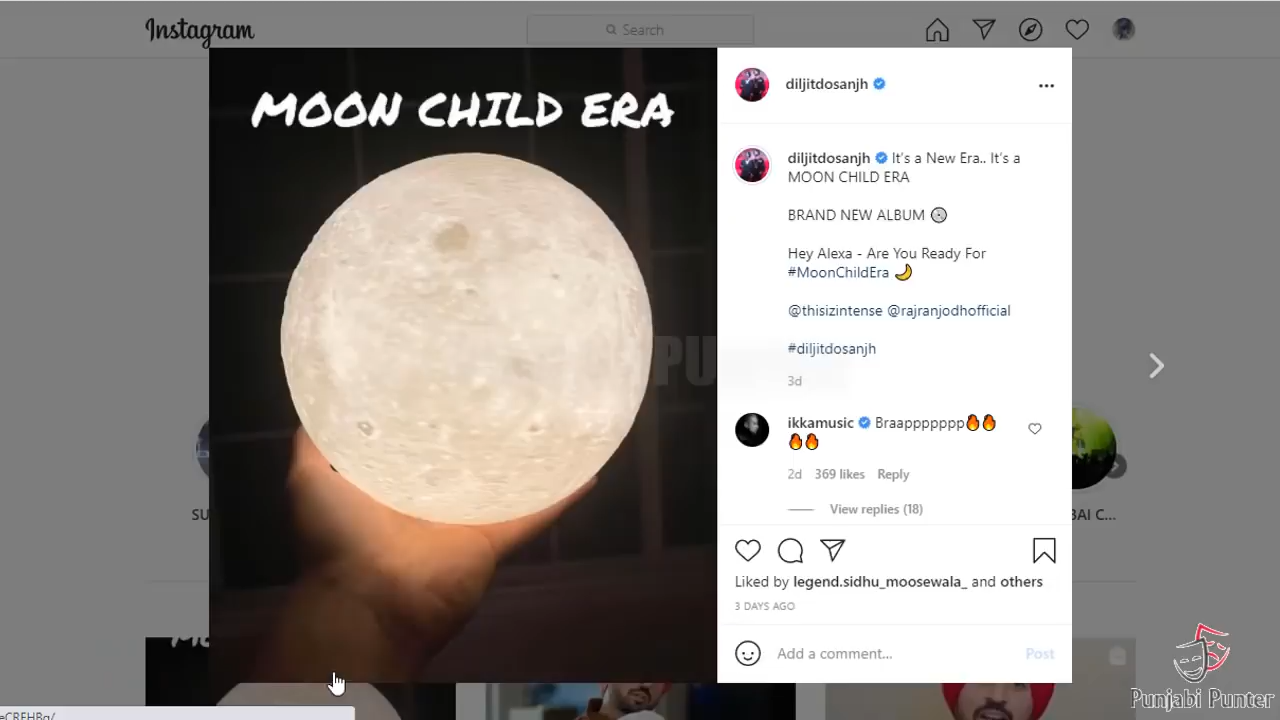 Instagram
Search
MOON CHILD ERA
diljitdosanjh
diljitdosanjh It's a New Era.. It's a
MOON CHILD ERA
BRAND NEW ALBUM
Hey Alexa - Are You Ready For
#MoonChildEra
@thisizintense @rajranjodhofficial
#diljitdosanjh
3d
ikkamusic Braappppppp
2d 369 likes Reply
View replies (18)
Liked by legend.sidhu_moosewala_ and others
3 DAYS AGO
Add a comment... Post
SU
BAI C...
Punjabi Punter